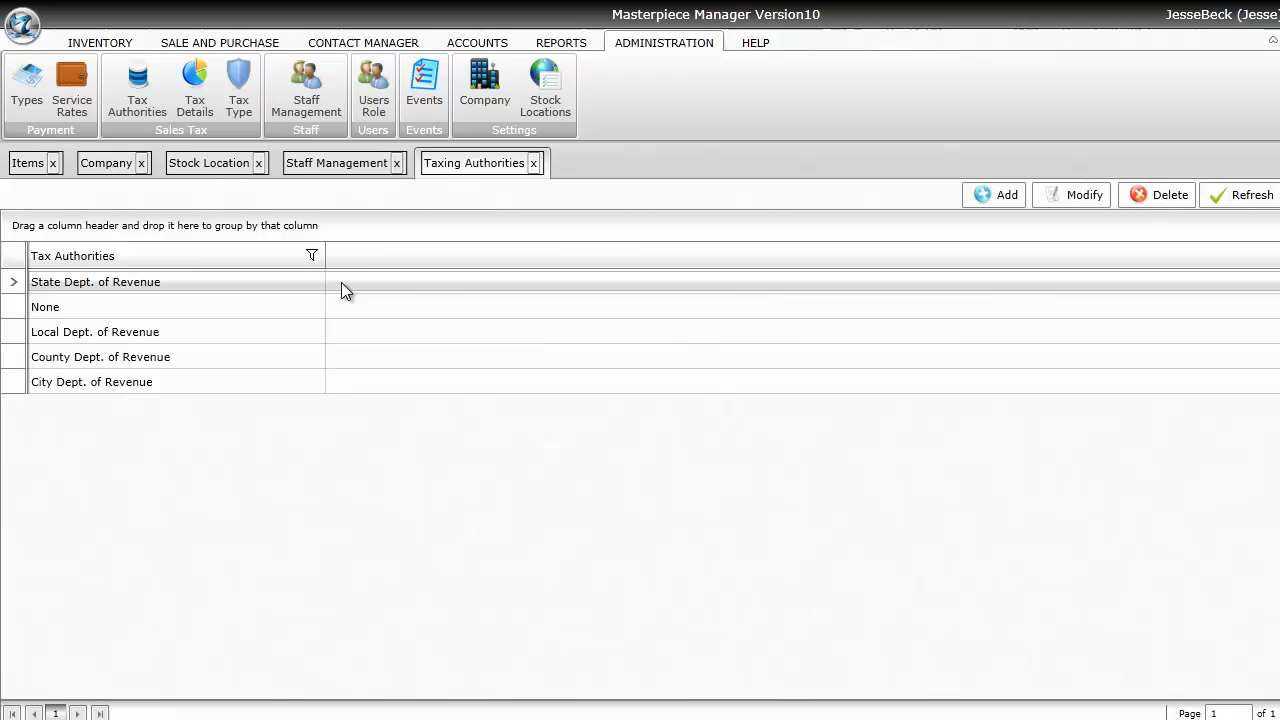 Masterpiece Manager Version10
JesseBeck (Jesse
INVENTORY SALE AND PURCHASE CONTACT MANAGER ACCOUNTS REPORTS ADMINISTRATION HELP
Types Service Rates Tax Authorities Tax Details Tax Type Staff Management Users Role Events Company Stock Locations
Payment Sales Tax Staff Users Events Settings
Items x Company x Stock Location x Staff Management x Taxing Authorities x
Add Modify Delete Refresh
Drag a column header and drop it here to group by that column
Tax Authorities
> State Dept. of Revenue
None
Local Dept. of Revenue
County Dept. of Revenue
City Dept. of Revenue
1 Page 1 of 1